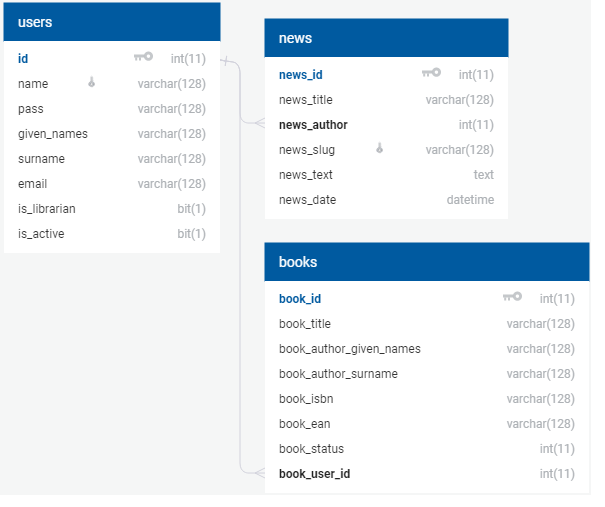 users
id int(11)
name varchar(128)
pass varchar(128)
given_names varchar(128)
surname varchar(128)
email varchar(128)
is_librarian bit(1)
is_active bit(1)
news
news_id int(11)
news_title varchar(128)
news_author int(11)
news_slug varchar(128)
news_text text
news_date datetime
books
book_id int(11)
book_title varchar(128)
book_author_given_names varchar(128)
book_author_surname varchar(128)
book_isbn varchar(128)
book_ean varchar(128)
book_status int(11)
book_user_id int(11)